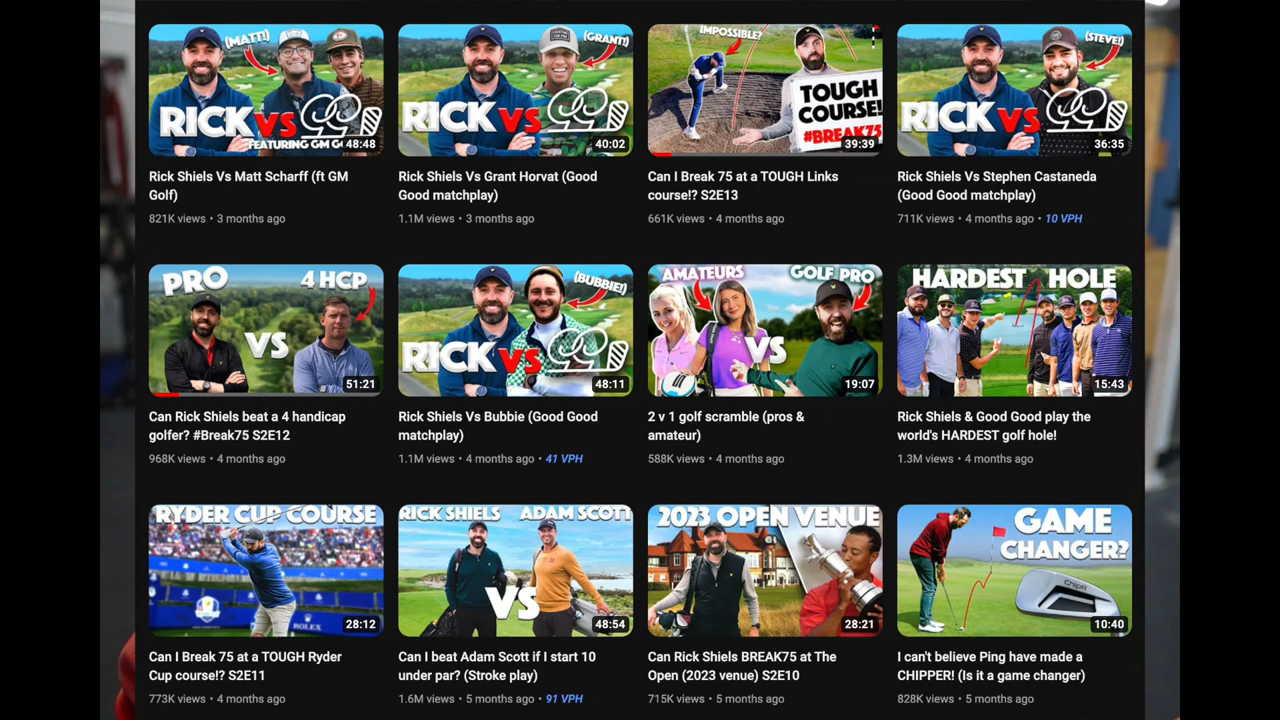 (MATT!)
RICK VS
FEATURING GM G
48:48
(GRANT!)
RICK VS
40:02
IMPOSSIBLE?
TOUGH
COURSE!
#BREAK75
39:39
(STEVE!)
RICK VS
36:35
Rick Shiels Vs Matt Scharff (ft GM
Golf)
821K views • 3 months ago
Rick Shiels Vs Grant Horvat (Good
Good matchplay)
1.1M views • 3 months ago
Can I Break 75 at a TOUGH Links
course!? S2E13
661K views • 4 months ago
Rick Shiels Vs Stephen Castaneda
(Good Good matchplay)
711K views • 4 months ago • 10 VPH
PRO
4 HCP
VS
51:21
(BUBBIE!)
RICK VS
48:11
AMATEURS
GOLF PRO
VS
19:07
HARDEST HOLE
15:43
Can Rick Shiels beat a 4 handicap
golfer? #Break75 S2E12
968K views • 4 months ago
Rick Shiels Vs Bubbie (Good Good
matchplay)
1.1M views • 4 months ago • 41 VPH
2 v 1 golf scramble (pros &
amateur)
588K views • 4 months ago
Rick Shiels & Good Good play the
world's HARDEST golf hole!
1.3M views • 4 months ago
RYDER CUP COURSE
ROLEX
28:12
RICK SHIELS
ADAM SCOTT
VS
48:54
2023 OPEN VENUE
28:21
GAME
CHANGER?
ChipR
10:40
Can I Break 75 at a TOUGH Ryder
Cup course!? S2E11
773K views • 4 months ago
Can I beat Adam Scott if I start 10
under par? (Stroke play)
1.6M views • 5 months ago • 91 VPH
Can Rick Shiels BREAK75 at The
Open (2023 venue) S2E10
715K views • 5 months ago
I can't believe Ping have made a
CHIPPER! (Is it a game changer)
828K views • 5 months ago